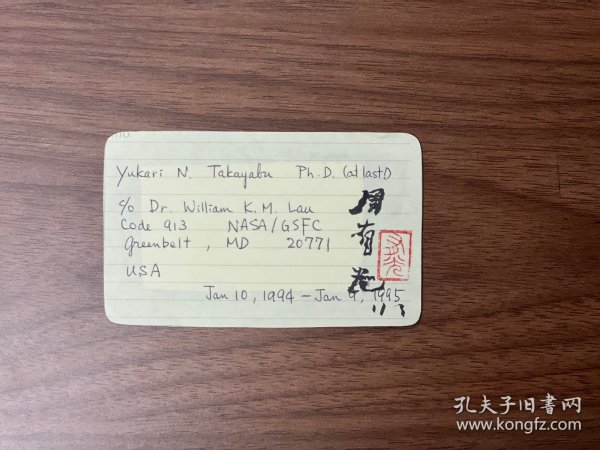 Yukari N. Takayabu Ph.D. (at last!)
c/o Dr. William K.M. Lau
Code 913 NASA/GSFC
Greenbelt, MD 20771
USA
Jan 10, 1994 – Jan 9, 1995
孔夫子旧书网
www.kongfz.com